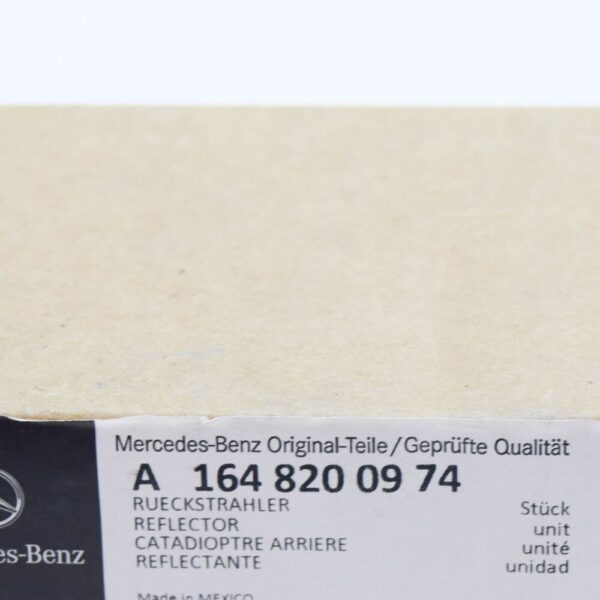 Mercedes-Benz Original-Teile/Geprüfte Qualität
A 164 820 09 74
RUECKSTRAHLER
REFLECTOR
CATADIOPTRE ARRIERE
REFLECTANTE
Stück
unit
unité
unidad
es-Benz
Made in MEXICO